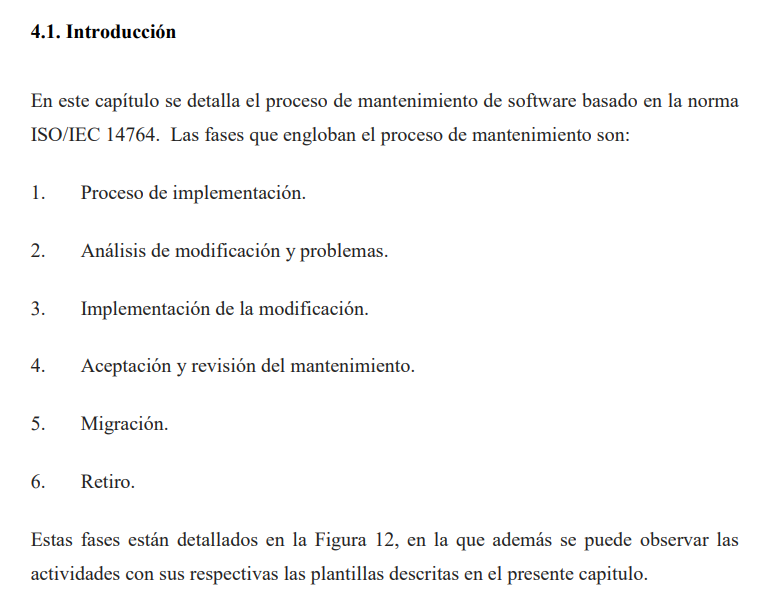 4.1. Introducción
En este capítulo se detalla el proceso de mantenimiento de software basado en la norma
ISO/IEC 14764.  Las fases que engloban el proceso de mantenimiento son:
1. Proceso de implementación.
2. Análisis de modificación y problemas.
3. Implementación de la modificación.
4. Aceptación y revisión del mantenimiento.
5. Migración.
6. Retiro.
Estas fases están detallados en la Figura 12, en la que además se puede observar las
actividades con sus respectivas las plantillas descritas en el presente capitulo.